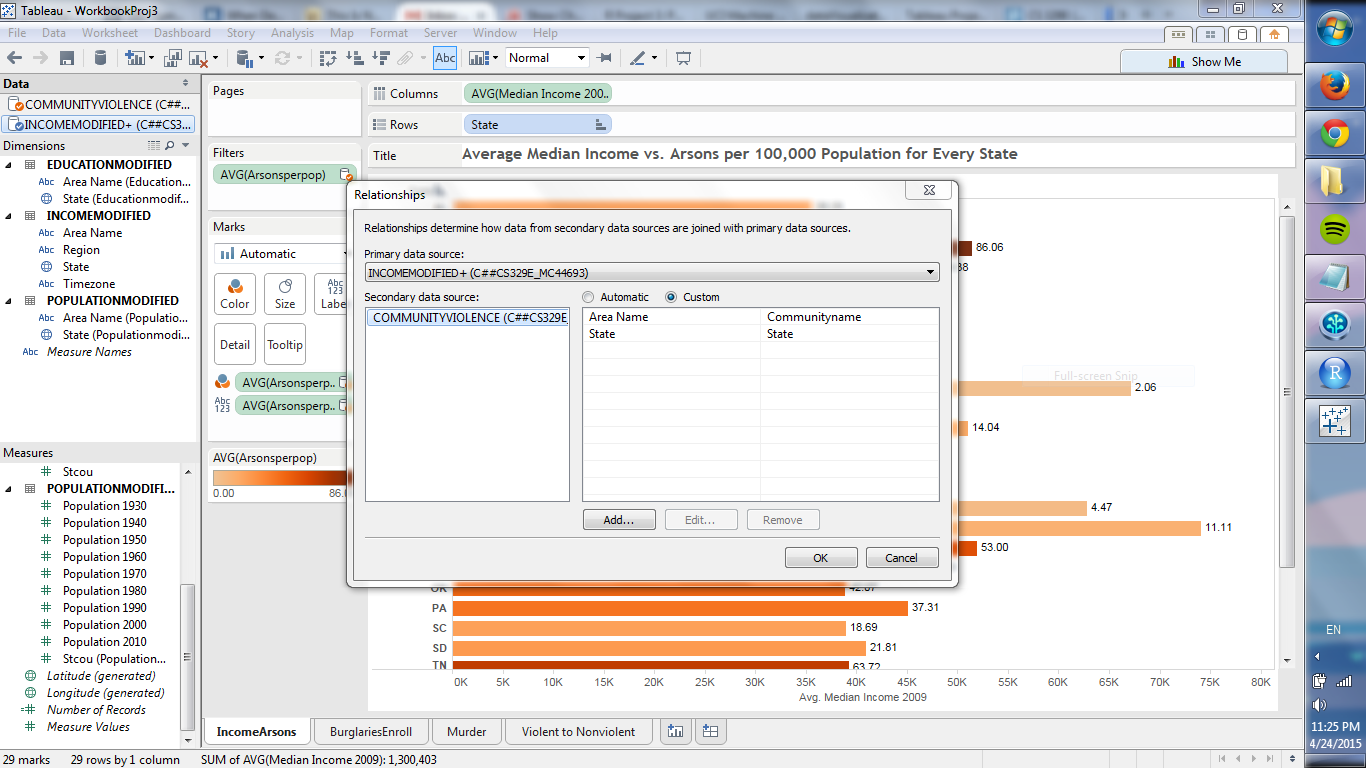 Tableau - WorkbookProj3
File Data Worksheet Dashboard Story Analysis Map Format Server Window Help
Abc
Normal
Show Me
Data
COMMUNITYVIOLENCE (C##...
INCOMEMODIFIED+ (C##CS3...
Dimensions
EDUCATIONMODIFIED
Abc Area Name (Education...
State (Educationmodif...
INCOMEMODIFIED
Abc Area Name
Abc Region
State
Abc Timezone
POPULATIONMODIFIED
Abc Area Name (Populatio...
State (Populationmodi...
Abc Measure Names
Measures
Stcou
POPULATIONMODIFI...
Population 1930
Population 1940
Population 1950
Population 1960
Population 1970
Population 1980
Population 1990
Population 2000
Population 2010
Stcou (Population...
Latitude (generated)
Longitude (generated)
Number of Records
Measure Values
Pages
Filters
AVG(Arsonsperpop)
Marks
Automatic
Color Size Label
Abc
123
Detail Tooltip
AVG(Arsonsperp..
Abc
123
AVG(Arsonsperp..
AVG(Arsonsperpop)
0.00
Columns AVG(Median Income 200..
Rows State
Title Average Median Income vs. Arsons per 100,000 Population for Every State
Relationships
Relationships determine how data from secondary data sources are joined with primary data sources.
Primary data source:
INCOMEMODIFIED+ (C##CS329E_MC44693)
Secondary data source:
Automatic Custom
COMMUNITYVIOLENCE (C##CS329E
Area Name Communityname
State State
Add... Edit... Remove
OK Cancel
86.06
Full-screen Snip
2.06
14.04
4.47
11.11
53.00
OK
PA 37.31
SC 18.69
SD 21.81
TN 63.72
0K 5K 10K 15K 20K 25K 30K 35K 40K 45K 50K 55K 60K 65K 70K 75K 80K
Avg. Median Income 2009
IncomeArsons BurglariesEnroll Murder Violent to Nonviolent
29 marks 29 rows by 1 column SUM of AVG(Median Income 2009): 1,300,403
R
EN
11:25 PM
4/24/2015